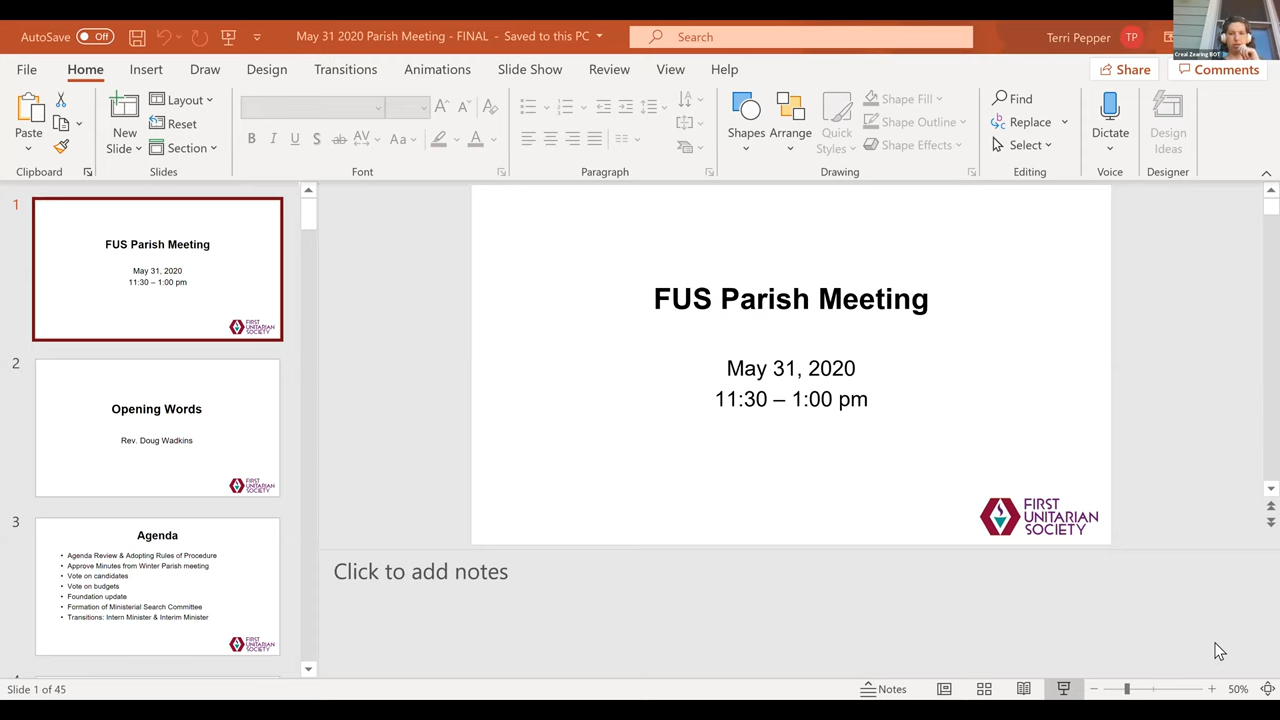 AutoSave
Off
May 31 2020 Parish Meeting - FINAL - Saved to this PC
Search
Terri Pepper
TP
Creal Zearing BOT
File
Home
Insert
Draw
Design
Transitions
Animations
Slide Show
Review
View
Help
Share
Comments
Paste
Clipboard
New
Slide
Layout
Reset
Section
Slides
B
I
U
S
ab
AV
Aa
A
Font
Paragraph
Shapes
Arrange
Quick
Styles
Shape Fill
Shape Outline
Shape Effects
Drawing
Find
Replace
Select
Editing
Dictate
Voice
Design
Ideas
Designer
1
FUS Parish Meeting
May 31, 2020
11:30 – 1:00 pm
FIRST
UNITARIAN
SOCIETY
2
Opening Words
Rev. Doug Wadkins
FIRST
UNITARIAN
SOCIETY
3
Agenda
• Agenda Review & Adopting Rules of Procedure
• Approve Minutes from Winter Parish meeting
• Vote on candidates
• Vote on budgets
• Foundation update
• Formation of Ministerial Search Committee
• Transitions: Intern Minister & Interim Minister
FIRST
UNITARIAN
SOCIETY
FUS Parish Meeting
May 31, 2020
11:30 – 1:00 pm
FIRST
UNITARIAN
SOCIETY
Click to add notes
Slide 1 of 45
Notes
50%